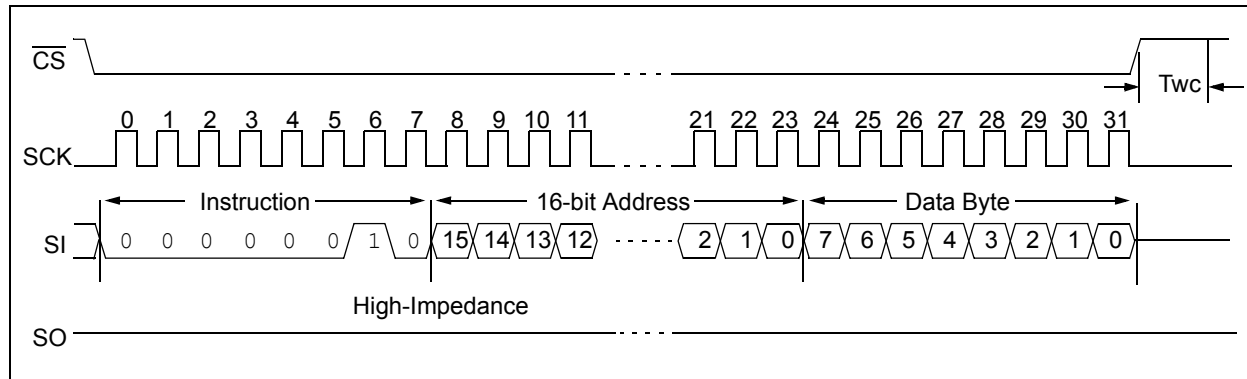 CS
Twc
0 1 2 3 4 5 6 7 8 9 10 11 21 22 23 24 25 26 27 28 29 30 31
SCK
Instruction 16-bit Address Data Byte
SI 0 0 0 0 0 0 1 0 15 14 13 12 2 1 0 7 6 5 4 3 2 1 0
High-Impedance
SO